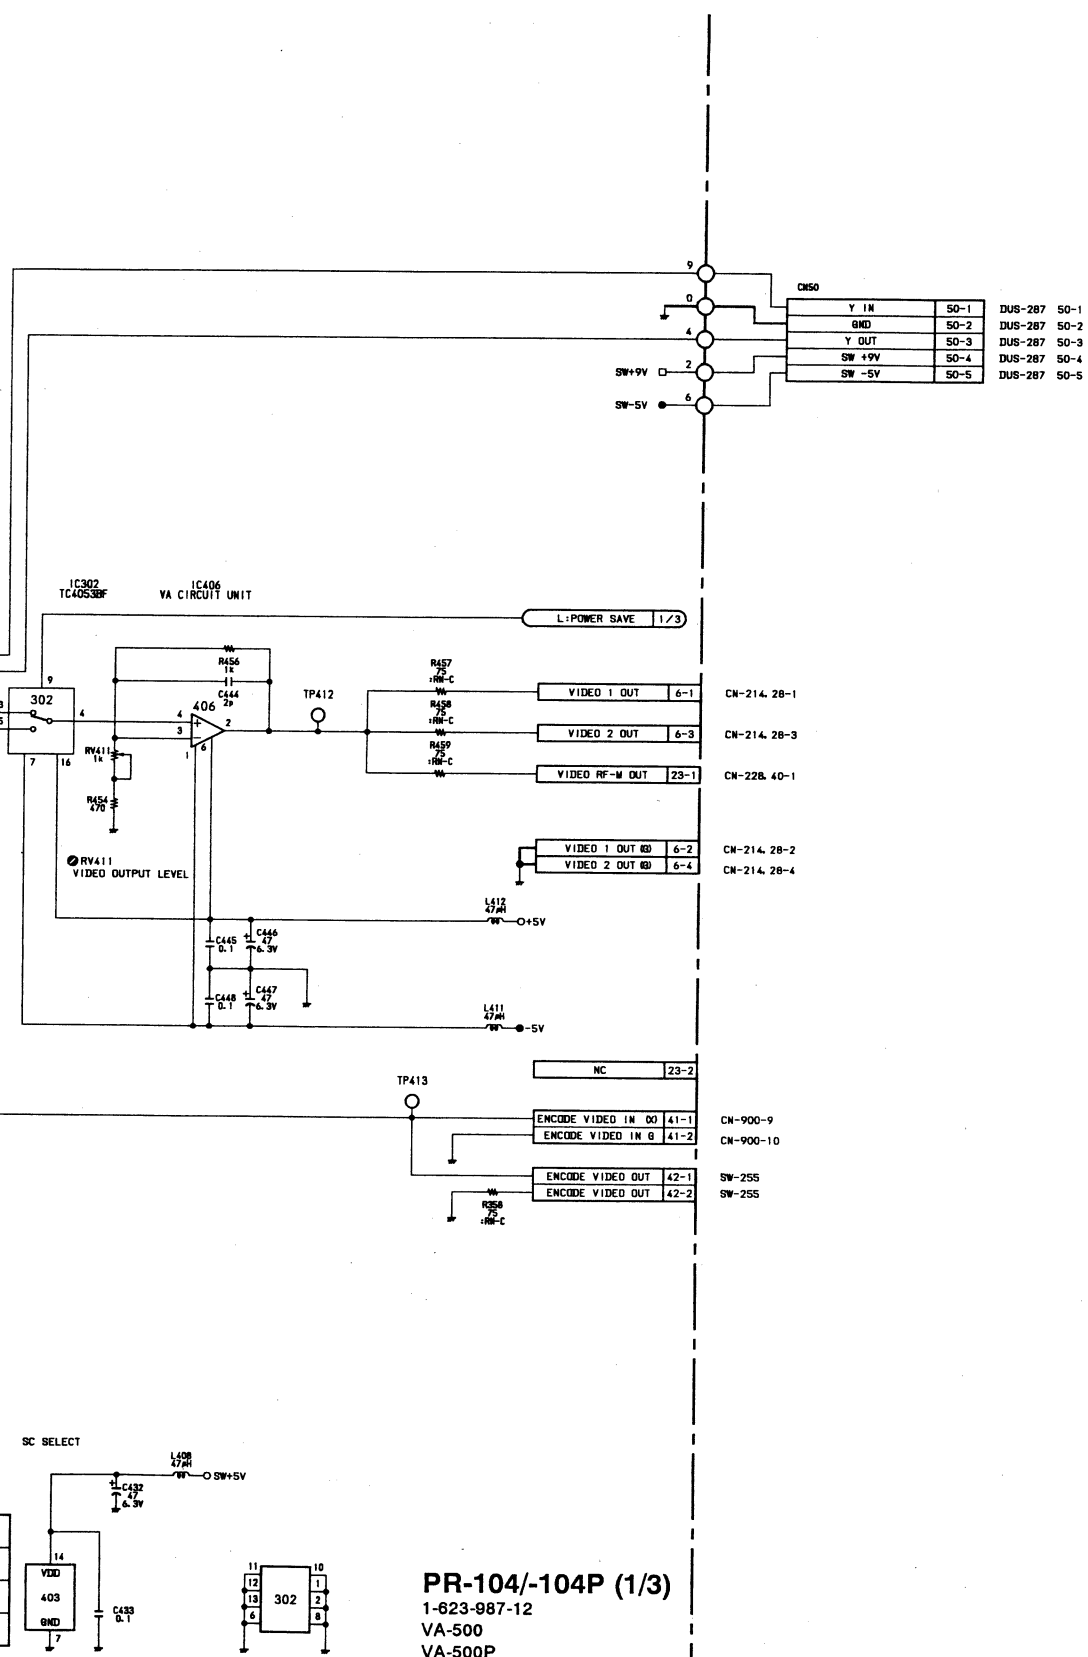 9
CN50
0
Y IN 50-1 DUS-287 50-1
GND 50-2 DUS-287 50-2
4
Y OUT 50-3 DUS-287 50-3
SW +9V 50-4 DUS-287 50-4
SW -5V 50-5 DUS-287 50-5
SW+9V 2
SW-5V 6
IC302
TC4053BF
IC406
VA CIRCUIT UNIT
L:POWER SAVE 1/3
9
302
3
5
4
7
16
R456
1k
C444
2p
406
4
3
2
1
6
TP412
R457
75
:RN-C
R458
75
:RN-C
R459
75
:RN-C
VIDEO 1 OUT 6-1 CN-214. 28-1
VIDEO 2 OUT 6-3 CN-214. 28-3
VIDEO RF-M OUT 23-1 CN-228. 40-1
RV411
1k
R454
470
RV411
VIDEO OUTPUT LEVEL
VIDEO 1 OUT (G) 6-2 CN-214. 28-2
VIDEO 2 OUT (G) 6-4 CN-214. 28-4
L412
47μH
+5V
C445
0.1
C446
47
6.3V
C448
0.1
C447
47
6.3V
L411
47μH
-5V
NC 23-2
TP413
ENCODE VIDEO IN (X) 41-1 CN-900-9
ENCODE VIDEO IN G 41-2 CN-900-10
ENCODE VIDEO OUT 42-1 SW-255
ENCODE VIDEO OUT 42-2 SW-255
R358
75
:RN-C
SC SELECT
L408
47μH
SW+5V
C432
47
6.3V
14
VDD
403
GND
7
C433
0.1
11
12
13
6
302
10
1
2
8
PR-104/-104P (1/3)
1-623-987-12
VA-500
VA-500P